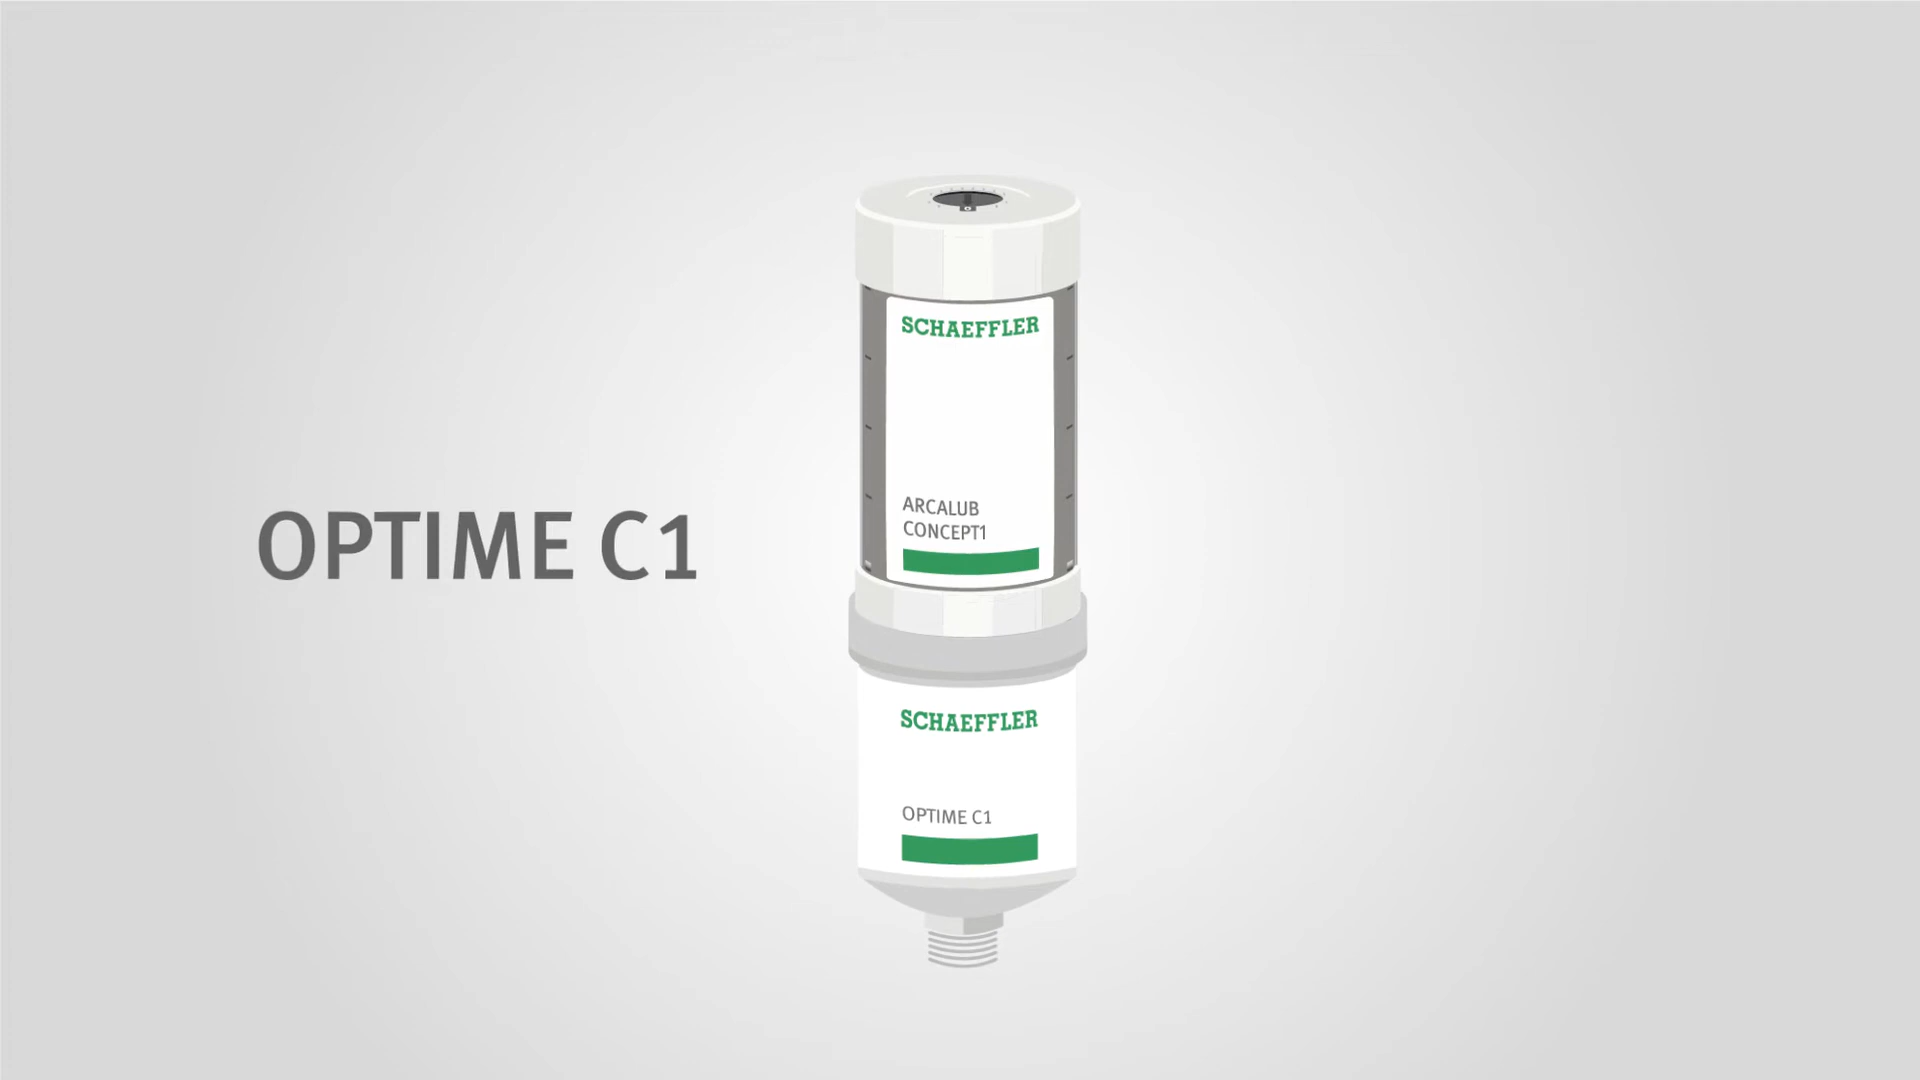 OPTIME C1
SCHAEFFLER
ARCALUB
CONCEPT1
SCHAEFFLER
OPTIME C1